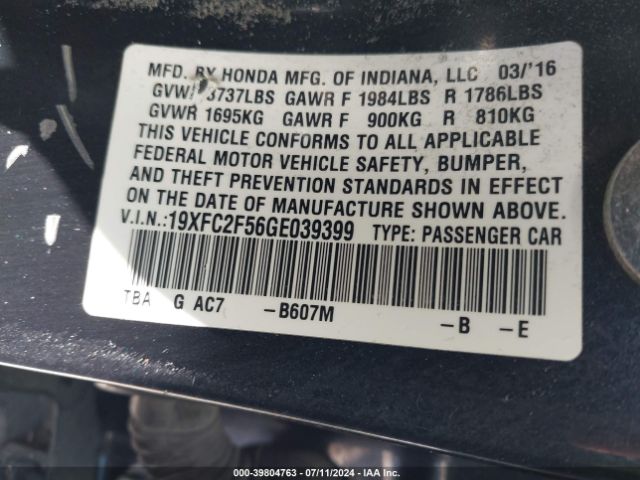 MFD. BY HONDA MFG. OF INDIANA, LLC 03/'16
GVWR 3737LBS GAWR F 1984LBS R 1786LBS
GVWR 1695KG GAWR F 900KG R 810KG
THIS VEHICLE CONFORMS TO ALL APPLICABLE
FEDERAL MOTOR VEHICLE SAFETY, BUMPER,
AND THEFT PREVENTION STANDARDS IN EFFECT
ON THE DATE OF MANUFACTURE SHOWN ABOVE.
V.I.N.:19XFC2F56GE039399 TYPE: PASSENGER CAR
TBA G AC7 -B607M -B -E
000-39804763 - 07/11/2024 - IAA Inc.